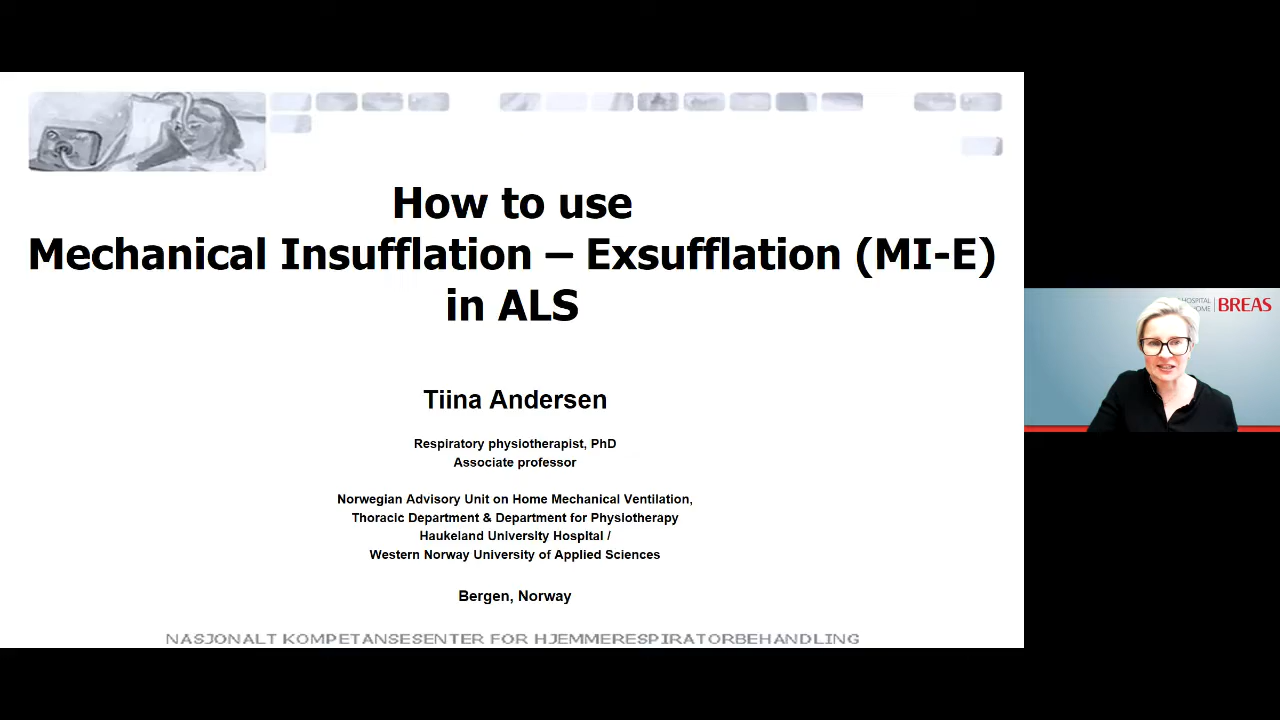 How to use
Mechanical Insufflation – Exsufflation (MI-E)
in ALS
Tiina Andersen
Respiratory physiotherapist, PhD
Associate professor
Norwegian Advisory Unit on Home Mechanical Ventilation,
Thoracic Department & Department for Physiotherapy
Haukeland University Hospital /
Western Norway University of Applied Sciences
Bergen, Norway
NASJONALT KOMPETANSESENTER FOR HJEMMERESPIRATORBEHANDLING
HOSPITAL
BREAS